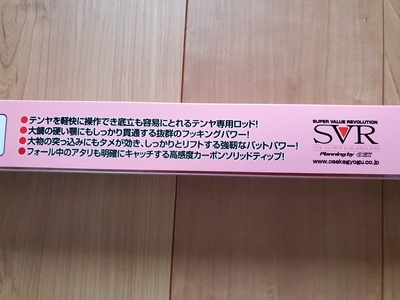 ●テンヤを軽快に操作でき底立も容易にとれるテンヤ専用ロッド!
●大鯛の硬い顎にもしっかり貫通する抜群のフッキングパワー!
●大物の突っ込みにもタメが効き、しっかりとリフトする強靭なバットパワー!
●フォール中のアタリも明確にキャッチする高感度カーボンソリッドティップ!
SUPER VALUE REVOLUTION
SVR
Planning by
www.osakagyogu.co.jp